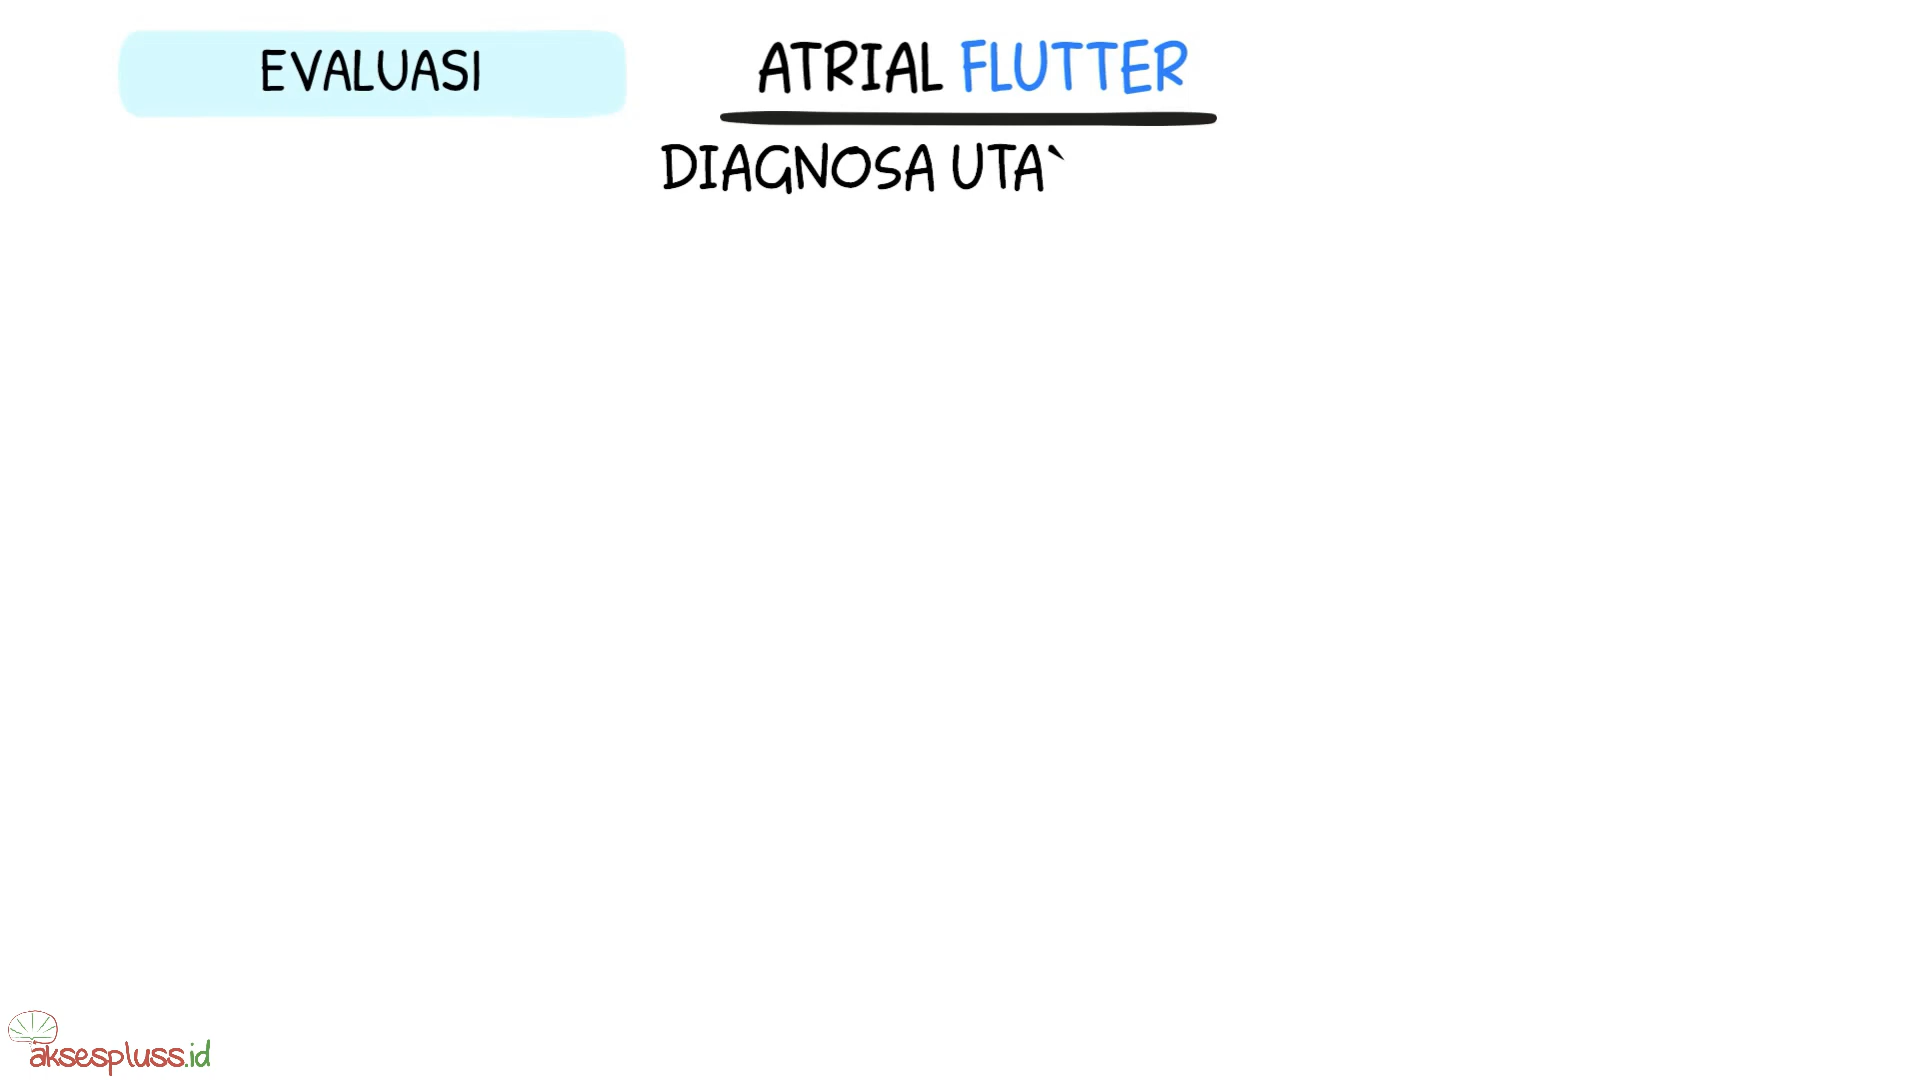 EVALUASI
ATRIAL FLUTTER
DIAGNOSA UTA
aksespluss.id